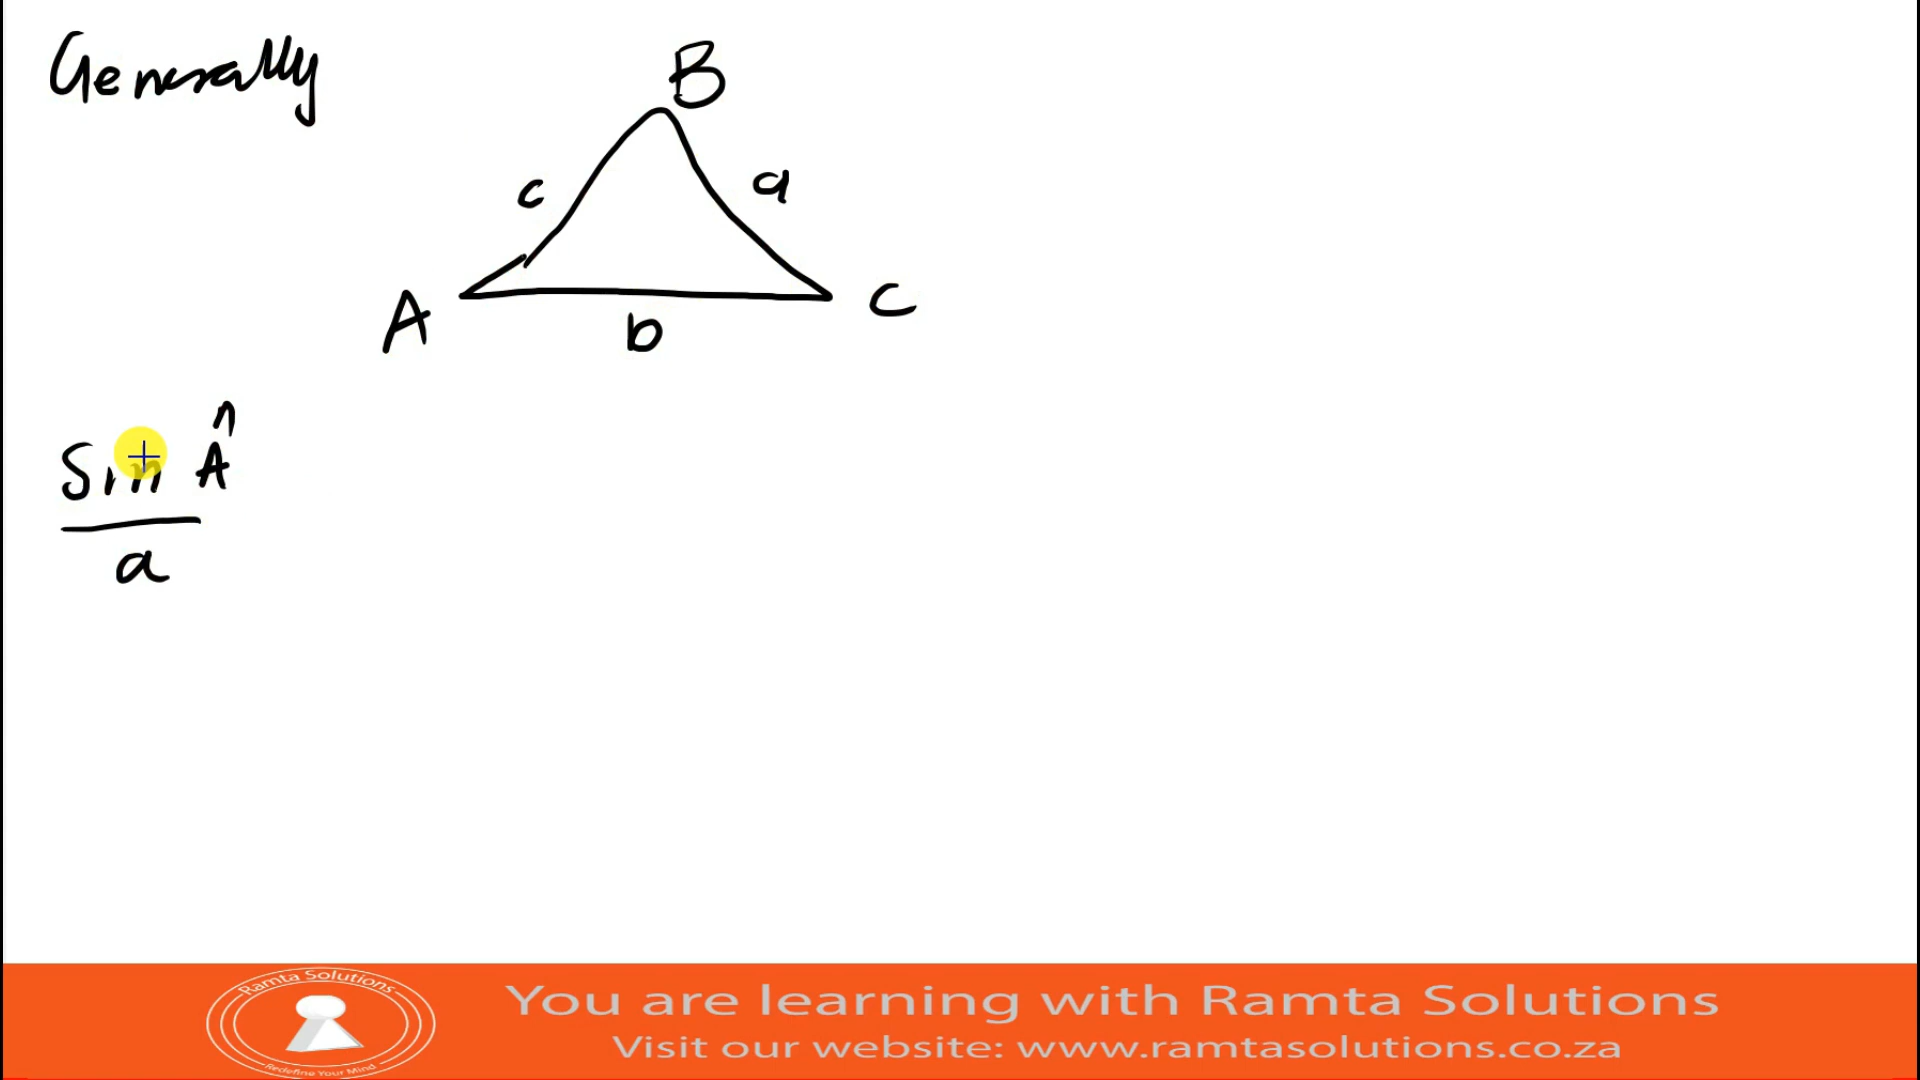 Generally
B
c
a
A
C
b
Sin Â
a
Ramta Solutions
Redefine Your Mind
You are learning with Ramta Solutions
Visit our website: www.ramtasolutions.co.za